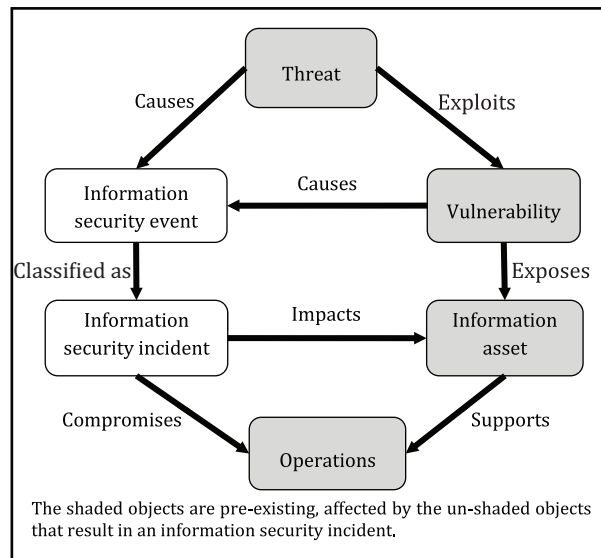 Threat
Causes
Exploits
Information
security event
Causes
Vulnerability
Classified as
Exposes
Information
security incident
Impacts
Information
asset
Compromises
Supports
Operations
The shaded objects are pre-existing, affected by the un-shaded objects
that result in an information security incident.